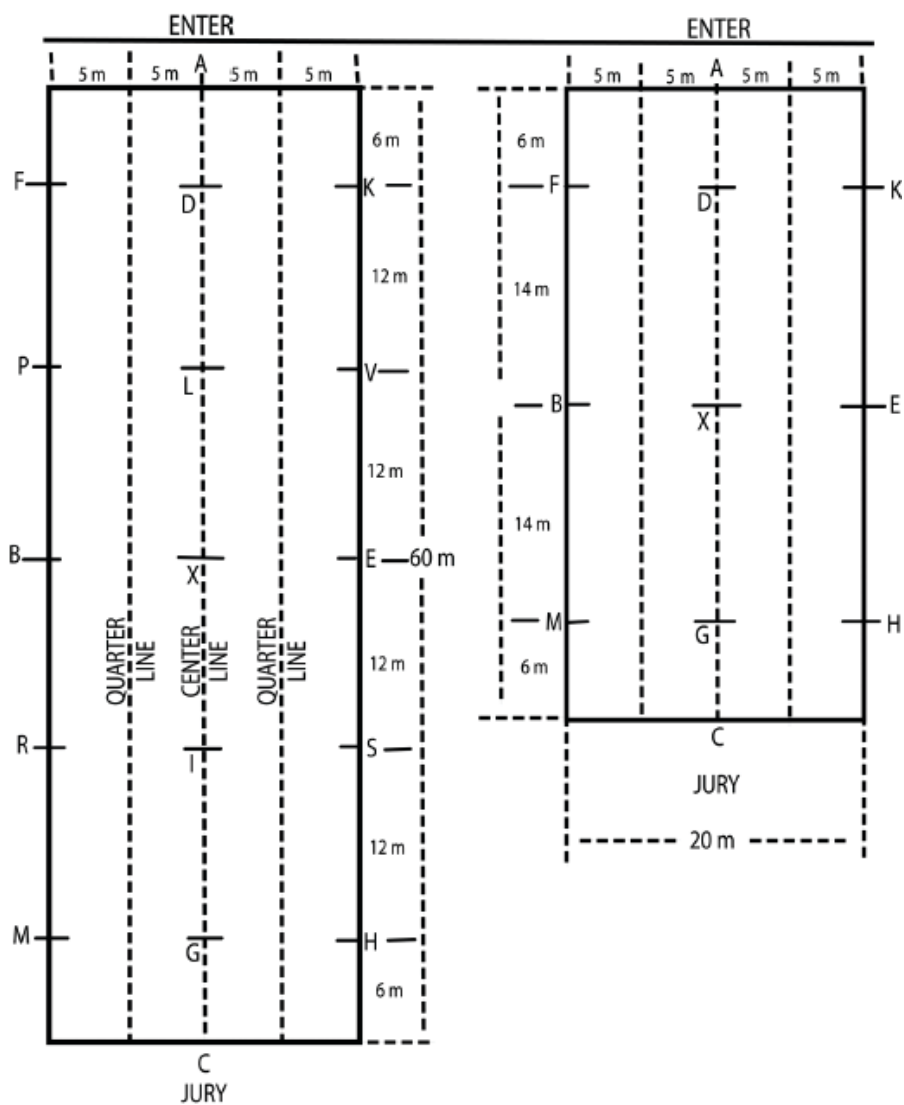 ENTER
ENTER
5 m 5 m A 5 m 5 m
5 m 5 m A 5 m 5 m
6 m
6 m
F D K
F D K
12 m
14 m
P L V
B X E
12 m
14 m
B X E 60 m
M G H
QUARTER LINE
CENTER LINE
QUARTER LINE
12 m
6 m
R I S
C
JURY
12 m
20 m
M G H
6 m
C
JURY